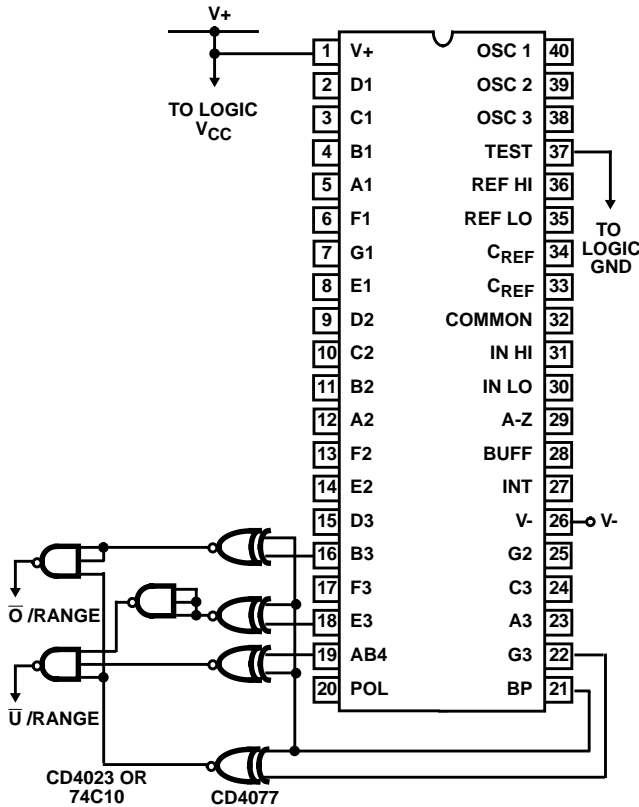 V+
1 V+ OSC 1 40
2 D1 OSC 2 39
TO LOGIC
VCC
3 C1 OSC 3 38
4 B1 TEST 37
5 A1 REF HI 36
6 F1 REF LO 35
TO
LOGIC
GND
7 G1 CREF 34
8 E1 CREF 33
9 D2 COMMON 32
10 C2 IN HI 31
11 B2 IN LO 30
12 A2 A-Z 29
13 F2 BUFF 28
14 E2 INT 27
15 D3 V- 26 V-
16 B3 G2 25
17 F3 C3 24
O̅ /RANGE
18 E3 A3 23
19 AB4 G3 22
20 POL BP 21
U̅ /RANGE
CD4023 OR
74C10
CD4077